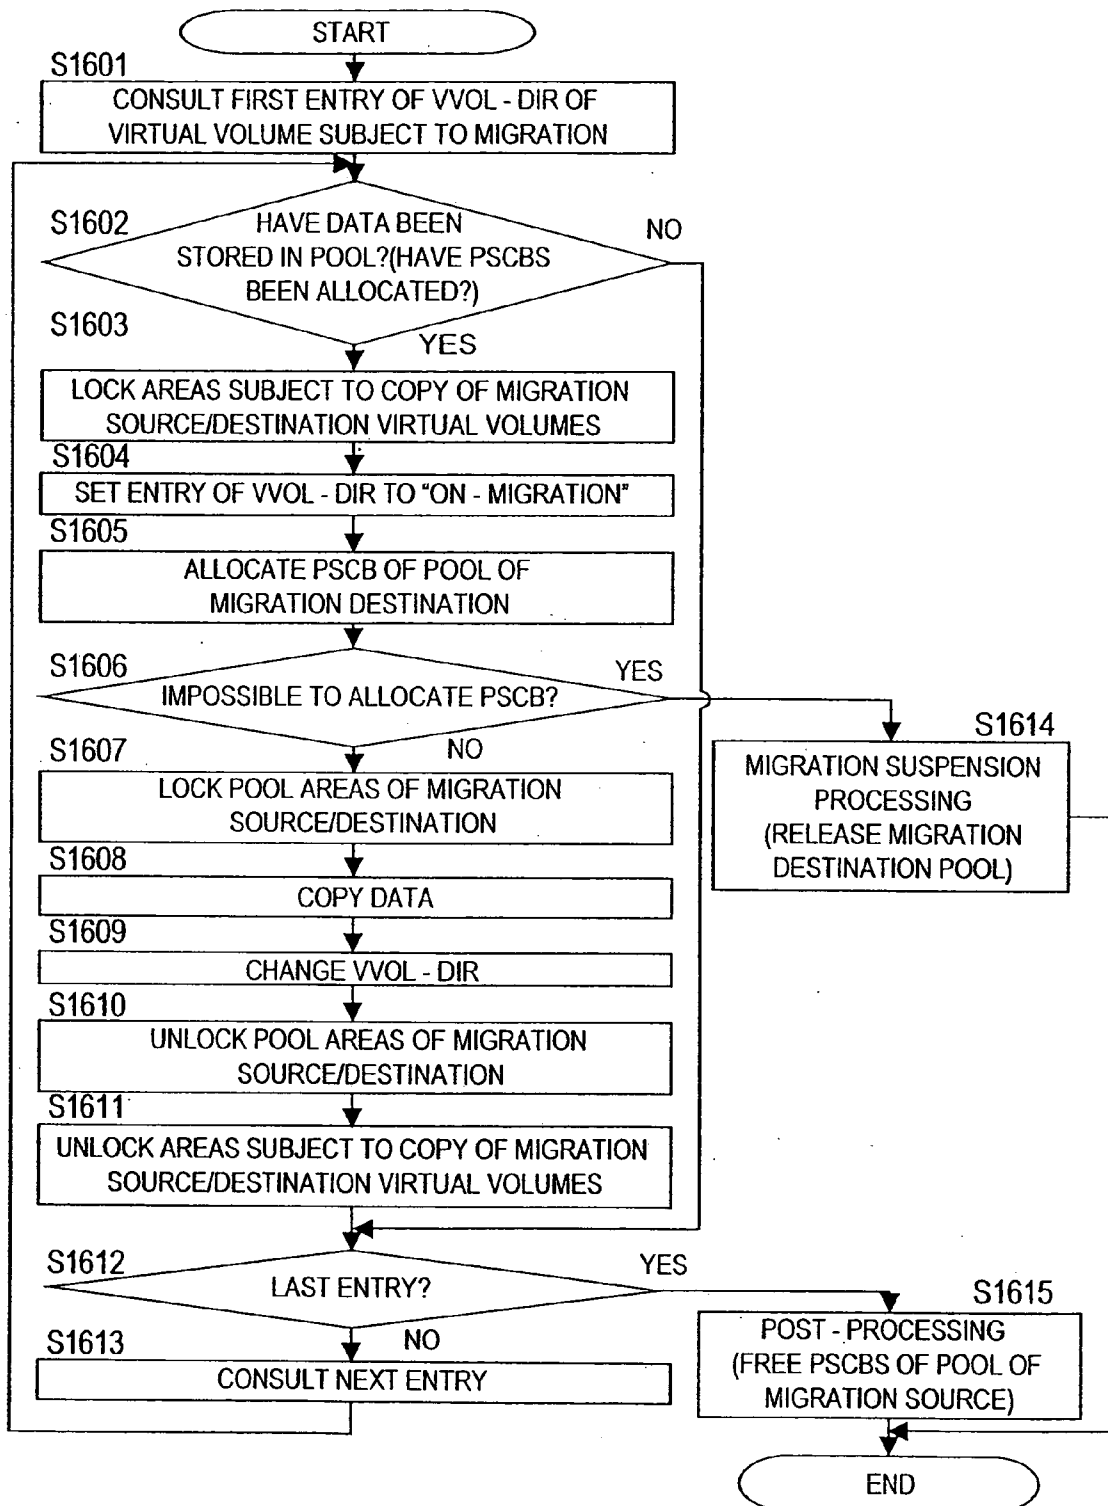 START
S1601
CONSULT FIRST ENTRY OF VVOL - DIR OF
VIRTUAL VOLUME SUBJECT TO MIGRATION
S1602
HAVE DATA BEEN
STORED IN POOL?(HAVE PSCBS
BEEN ALLOCATED?)
NO
S1603
YES
LOCK AREAS SUBJECT TO COPY OF MIGRATION
SOURCE/DESTINATION VIRTUAL VOLUMES
S1604
SET ENTRY OF VVOL - DIR TO "ON - MIGRATION"
S1605
ALLOCATE PSCB OF POOL OF
MIGRATION DESTINATION
S1606
IMPOSSIBLE TO ALLOCATE PSCB?
YES
NO
S1614
MIGRATION SUSPENSION
PROCESSING
(RELEASE MIGRATION
DESTINATION POOL)
S1607
LOCK POOL AREAS OF MIGRATION
SOURCE/DESTINATION
S1608
COPY DATA
S1609
CHANGE VVOL - DIR
S1610
UNLOCK POOL AREAS OF MIGRATION
SOURCE/DESTINATION
S1611
UNLOCK AREAS SUBJECT TO COPY OF MIGRATION
SOURCE/DESTINATION VIRTUAL VOLUMES
S1612
LAST ENTRY?
YES
NO
S1613
CONSULT NEXT ENTRY
S1615
POST - PROCESSING
(FREE PSCBS OF POOL OF
MIGRATION SOURCE)
END